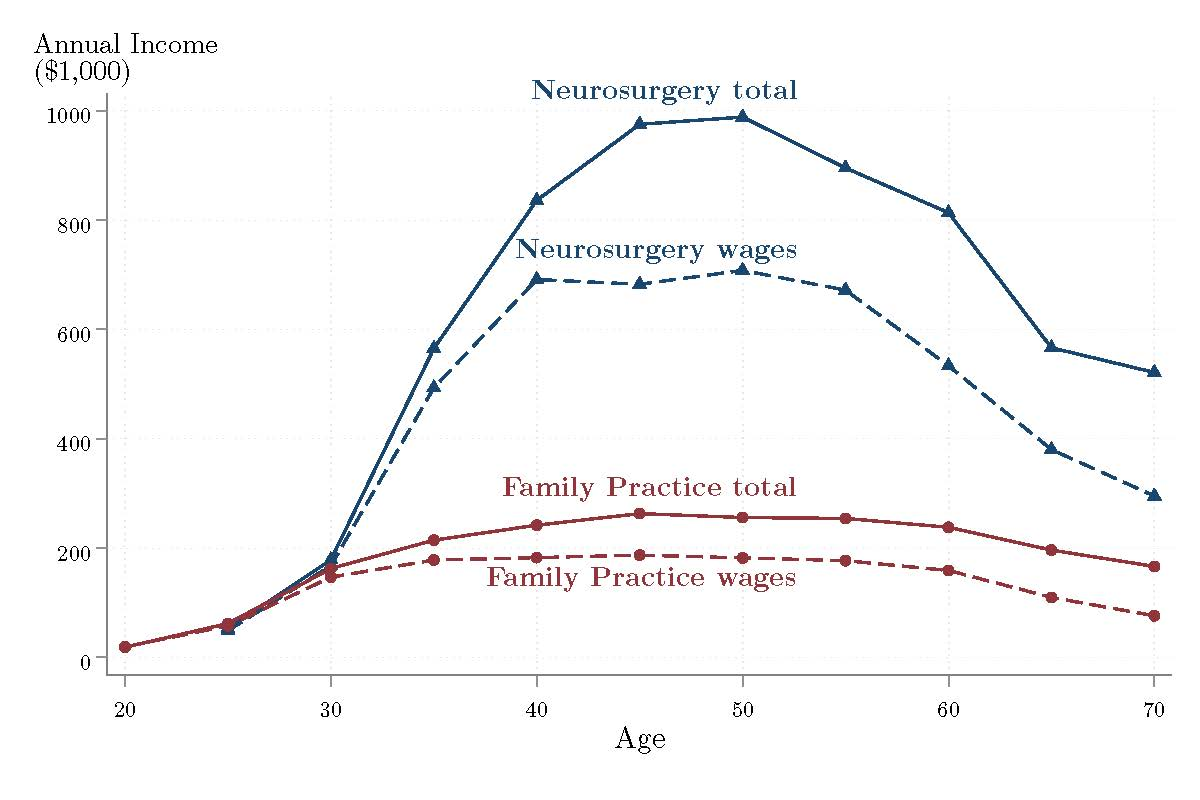 Annual Income
($1,000)
1000
800
600
400
200
0
Neurosurgery total
Neurosurgery wages
Family Practice total
Family Practice wages
20 30 40 50 60 70
Age